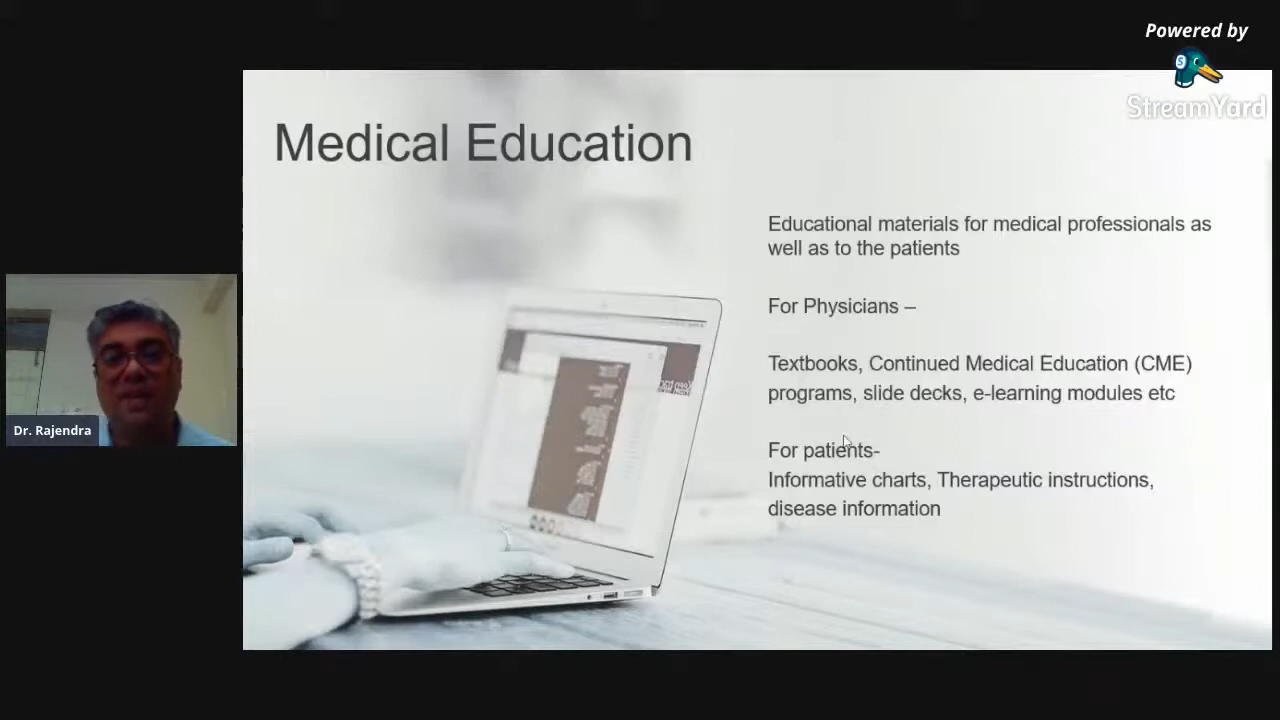 Powered by
StreamYard
Medical Education
Educational materials for medical professionals as
well as to the patients
For Physicians –
Textbooks, Continued Medical Education (CME)
programs, slide decks, e-learning modules etc
For patients-
Informative charts, Therapeutic instructions,
disease information
Dr. Rajendra